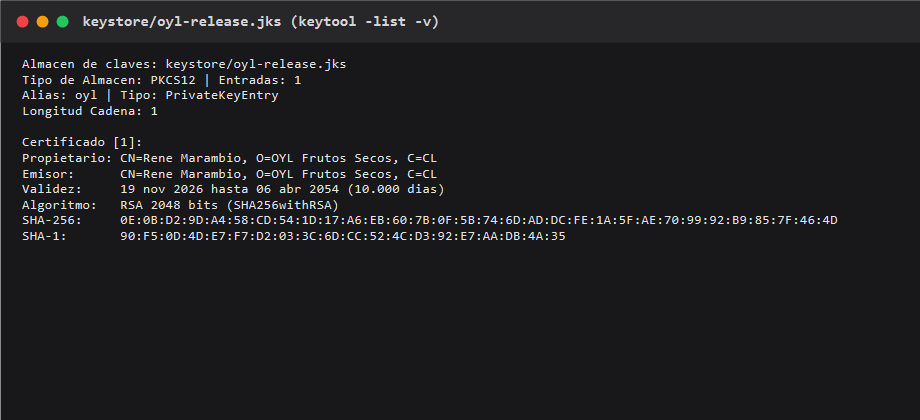 keystore/oyl-release.jks (keytool -list -v)
Almacen de claves: keystore/oyl-release.jks
Tipo de Almacen: PKCS12 | Entradas: 1
Alias: oyl | Tipo: PrivateKeyEntry
Longitud Cadena: 1
Certificado [1]:
Propietario: CN=Rene Marambio, O=OYL Frutos Secos, C=CL
Emisor: CN=Rene Marambio, O=OYL Frutos Secos, C=CL
Validez: 19 nov 2026 hasta 06 abr 2054 (10.000 dias)
Algoritmo: RSA 2048 bits (SHA256withRSA)
SHA-256: 0E:0B:D2:9D:A4:58:CD:54:1D:17:A6:EB:60:7B:0F:5B:74:6D:AD:DC:FE:1A:5F:AE:70:99:92:B9:85:7F:46:4D
SHA-1: 90:F5:0D:4D:E7:F7:D2:03:3C:6D:CC:52:4C:D3:92:E7:AA:DB:4A:35